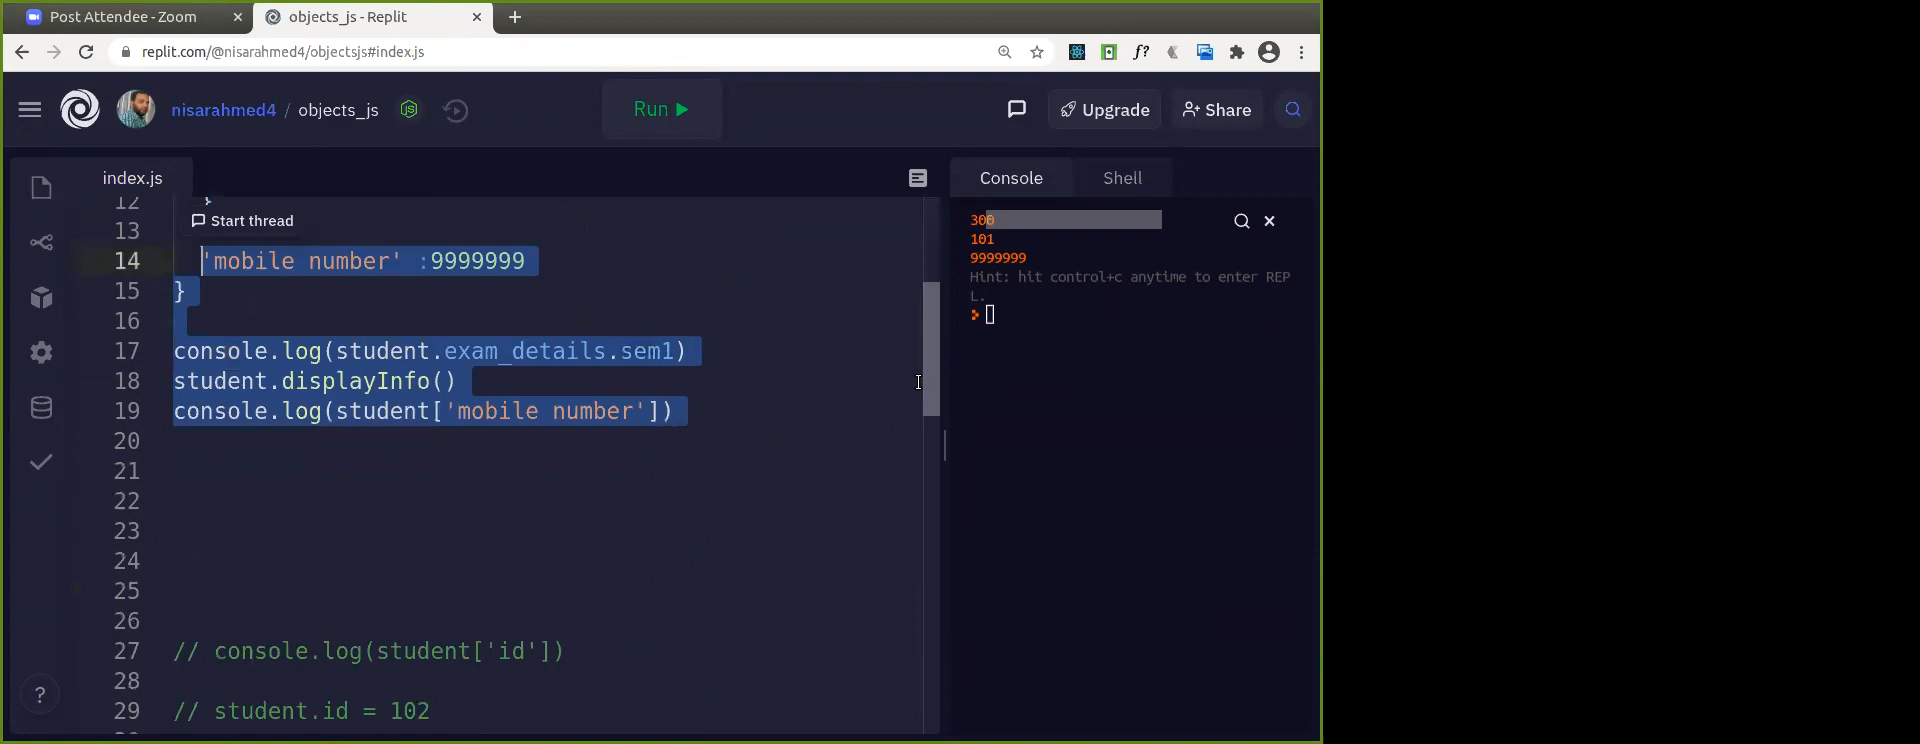 Post Attendee - Zoom
objects_js - Replit
replit.com/@nisarahmed4/objectsjs#index.js
f?
nisarahmed4 / objects_js
Run
Upgrade
Share
index.js
Console
Shell
12 }
Start thread
13
14 'mobile number' :9999999
15 }
16
17 console.log(student.exam_details.sem1)
18 student.displayInfo()
19 console.log(student['mobile number'])
20
21
22
23
24
25
26
27 // console.log(student['id'])
28
29 // student.id = 102
300
101
9999999
Hint: hit control+c anytime to enter REP
L.
?